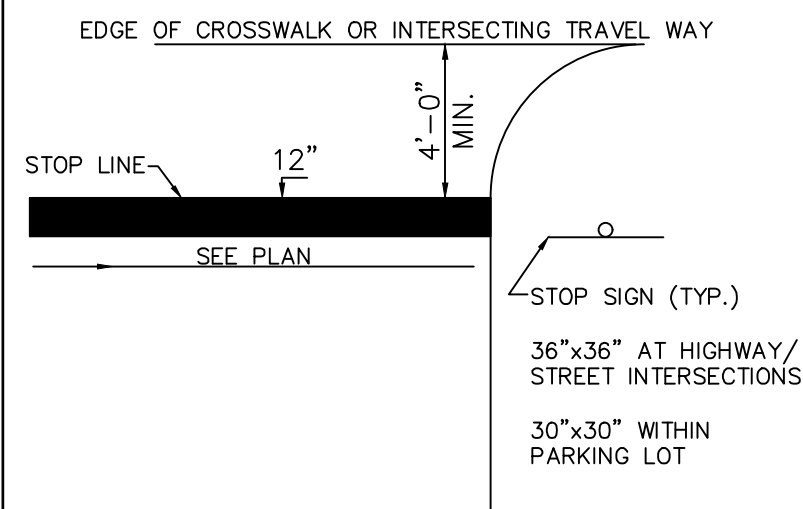 EDGE OF CROSSWALK OR INTERSECTING TRAVEL WAY
4'-0"
MIN.
12"
STOP LINE
SEE PLAN
STOP SIGN (TYP.)
36"x36" AT HIGHWAY/
STREET INTERSECTIONS
30"x30" WITHIN
PARKING LOT